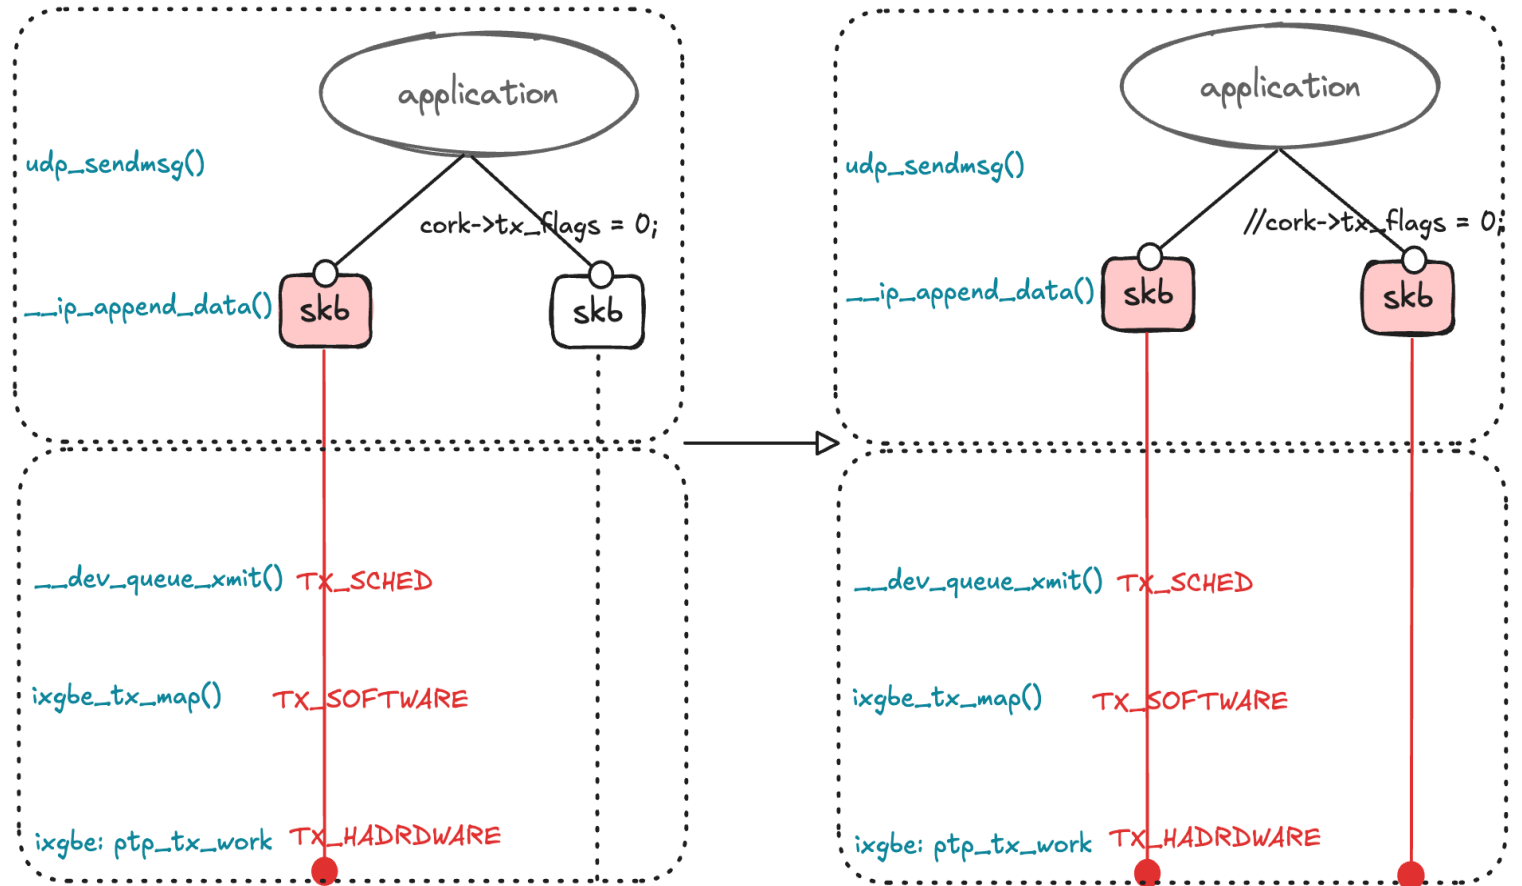 application
udp_sendmsg()
cork->tx_flags = 0;
__ip_append_data()
skb
skb
__dev_queue_xmit()
TX_SCHED
ixgbe_tx_map()
TX_SOFTWARE
ixgbe: ptp_tx_work
TX_HADRDWARE
application
udp_sendmsg()
//cork->tx_flags = 0;
__ip_append_data()
skb
skb
__dev_queue_xmit()
TX_SCHED
ixgbe_tx_map()
TX_SOFTWARE
ixgbe: ptp_tx_work
TX_HADRDWARE